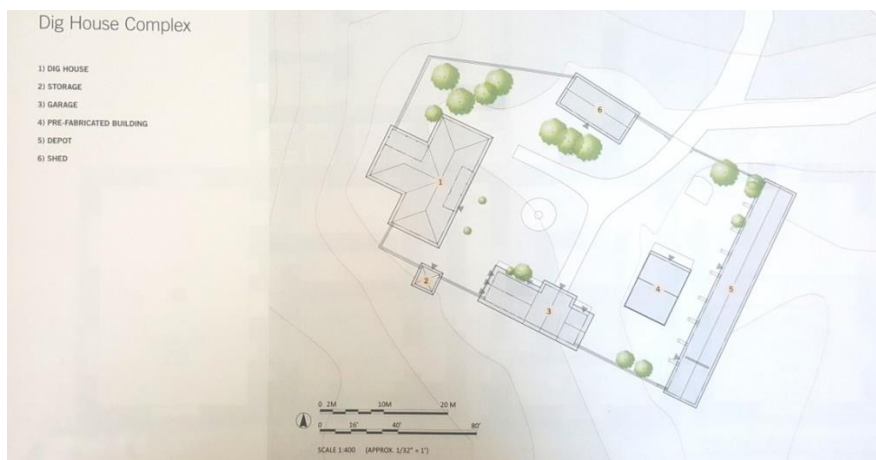 Dig House Complex
1) DIG HOUSE
2) STORAGE
3) GARAGE
4) PRE-FABRICATED BUILDING
5) DEPOT
6) SHED
6
1
2
3
4
5
0 2M 10M 20 M
0 16' 40' 80'
SCALE 1:400 (APPROX. 1/32" = 1')